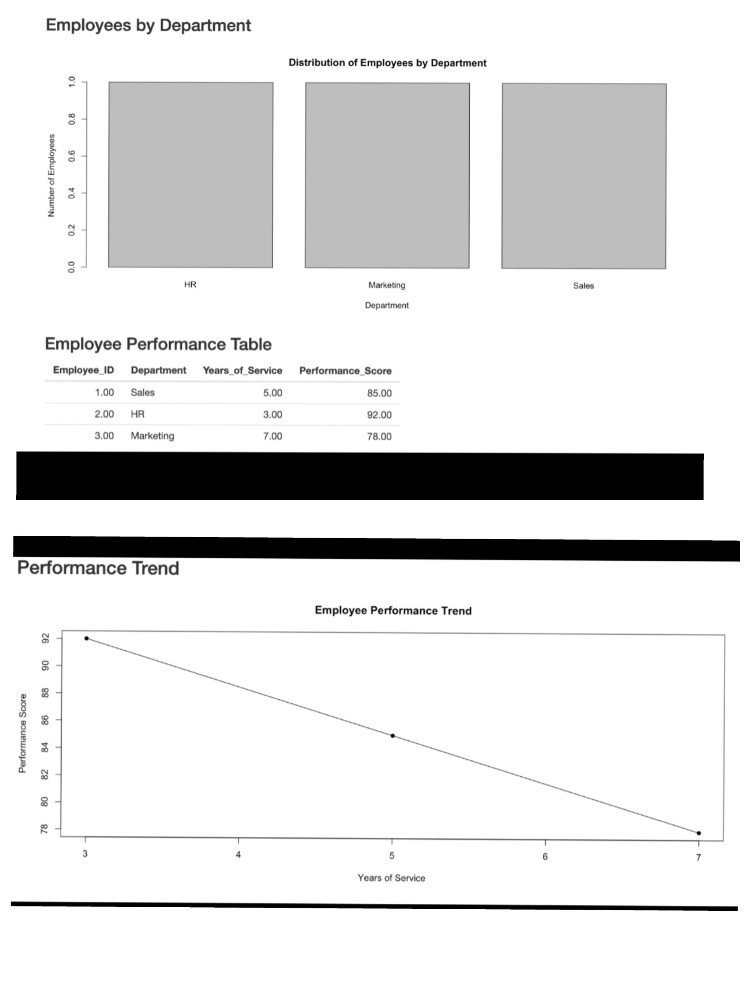 Employees by Department
Distribution of Employees by Department
1.0
0.8
0.6
0.4
0.2
0.0
Number of Employees
HR Marketing Sales
Department
Employee Performance Table
Employee_ID Department Years_of_Service Performance_Score
1.00 Sales 5.00 85.00
2.00 HR 3.00 92.00
3.00 Marketing 7.00 78.00
Performance Trend
Employee Performance Trend
92
90
88
86
84
82
80
78
Performance Score
3 4 5 6 7
Years of Service